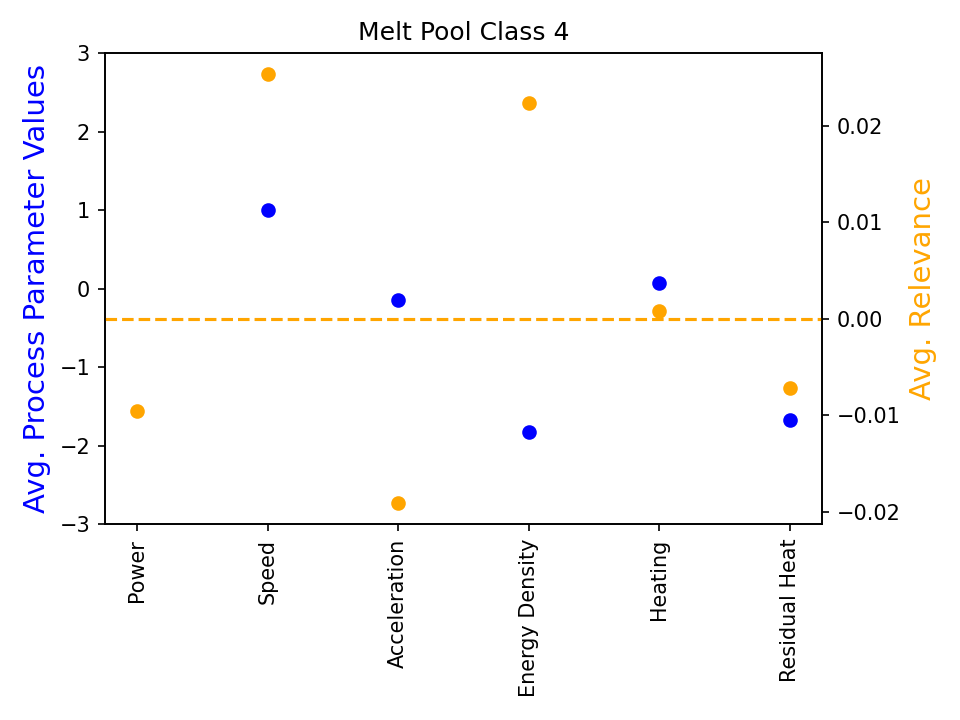 Melt Pool Class 4
Avg. Process Parameter Values
3
2
1
0
−1
−2
−3
0.02
0.01
0.00
−0.01
−0.02
Avg. Relevance
Power
Speed
Acceleration
Energy Density
Heating
Residual Heat